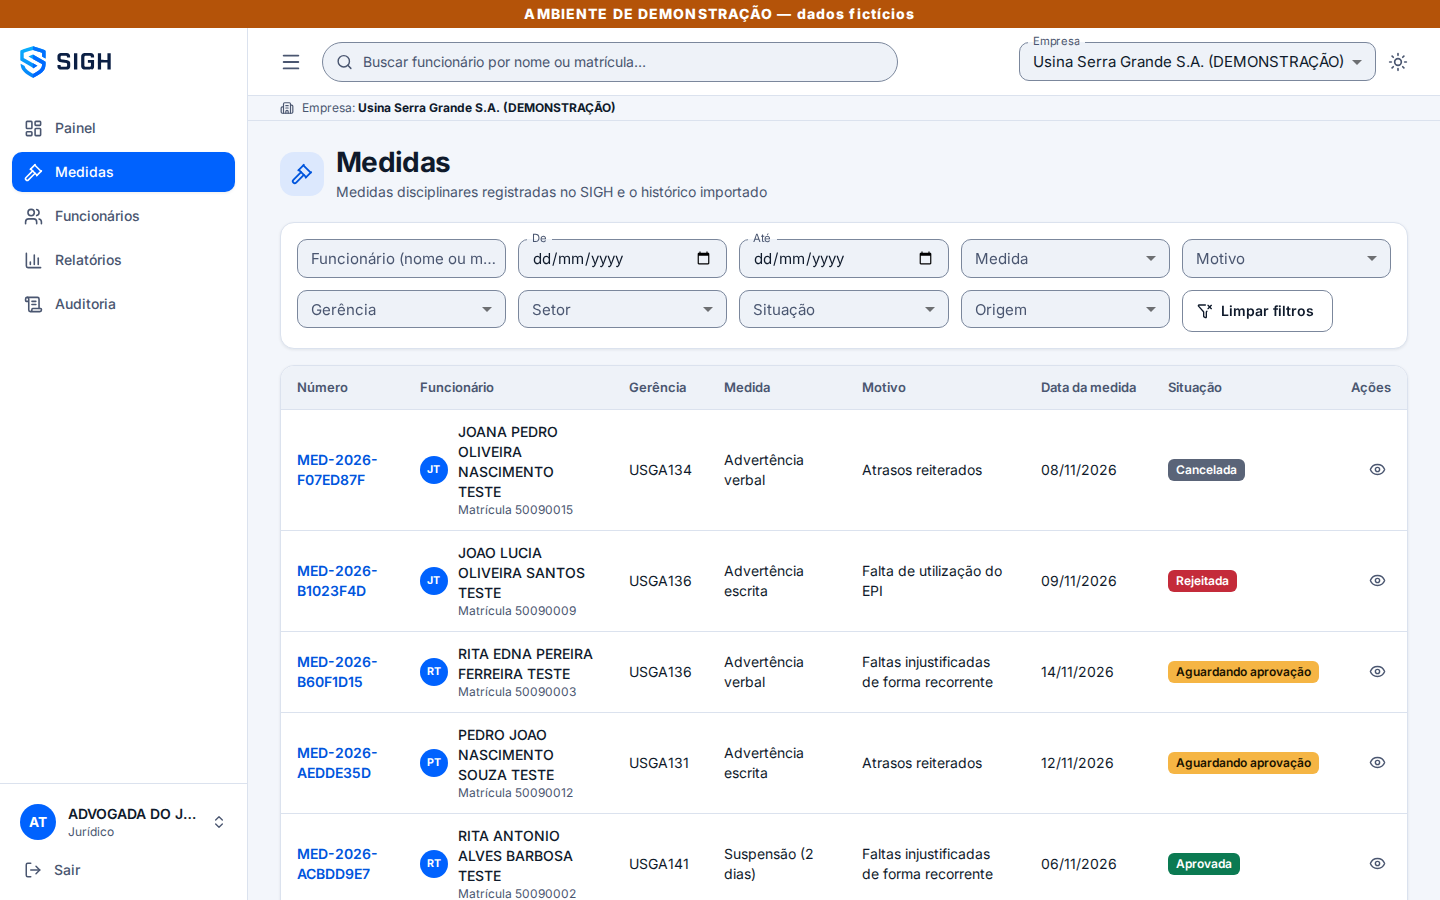 AMBIENTE DE DEMONSTRAÇÃO — dados fictícios
SIGH
Buscar funcionário por nome ou matrícula...
Empresa
Usina Serra Grande S.A. (DEMONSTRAÇÃO)
Empresa: Usina Serra Grande S.A. (DEMONSTRAÇÃO)
Painel
Medidas
Funcionários
Relatórios
Auditoria
Medidas
Medidas disciplinares registradas no SIGH e o histórico importado
Funcionário (nome ou m...
De
dd/mm/yyyy
Até
dd/mm/yyyy
Medida
Motivo
Gerência
Setor
Situação
Origem
Limpar filtros
Número Funcionário Gerência Medida Motivo Data da medida Situação Ações
MED-2026-
F07ED87F
JT
JOANA PEDRO
OLIVEIRA
NASCIMENTO
TESTE
Matrícula 50090015
USGA134
Advertência
verbal
Atrasos reiterados
08/11/2026
Cancelada
MED-2026-
B1023F4D
JT
JOAO LUCIA
OLIVEIRA SANTOS
TESTE
Matrícula 50090009
USGA136
Advertência
escrita
Falta de utilização do
EPI
09/11/2026
Rejeitada
MED-2026-
B60F1D15
RT
RITA EDNA PEREIRA
FERREIRA TESTE
Matrícula 50090003
USGA136
Advertência
verbal
Faltas injustificadas
de forma recorrente
14/11/2026
Aguardando aprovação
MED-2026-
AEDDE35D
PT
PEDRO JOAO
NASCIMENTO
SOUZA TESTE
Matrícula 50090012
USGA131
Advertência
escrita
Atrasos reiterados
12/11/2026
Aguardando aprovação
MED-2026-
ACBDD9E7
RT
RITA ANTONIO
ALVES BARBOSA
TESTE
Matrícula 50090002
USGA141
Suspensão (2
dias)
Faltas injustificadas
de forma recorrente
06/11/2026
Aprovada
AT
ADVOGADA DO J...
Jurídico
Sair